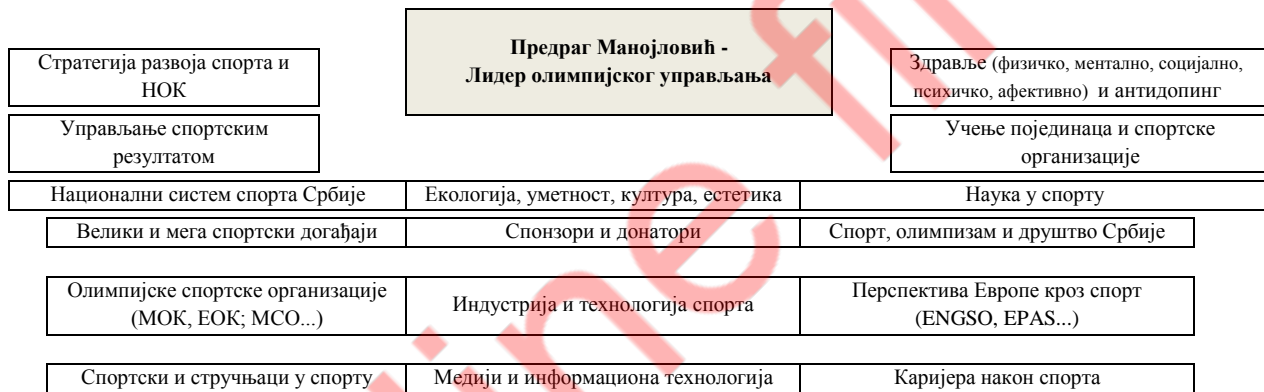 Предраг Манојловић -
Лидер олимпијског управљања
Стратегија развоја спорта и
НОК
Здравље (физичко, ментално, социјално,
психичко, афективно) и антидопинг
Управљање спортским
резултатом
Учење појединаца и спортске
организације
Национални систем спорта Србије
Екологија, уметност, култура, естетика
Наука у спорту
Велики и мега спортски догађаји
Спонзори и донатори
Спорт, олимпизам и друштво Србије
Олимпијске спортске организације
(МОК, ЕОК; МСО...)
Индустрија и технологија спорта
Перспектива Европе кроз спорт
(ENGSO, EPAS...)
Спортски и стручњаци у спорту
Медији и информациона технологија
Каријера након спорта